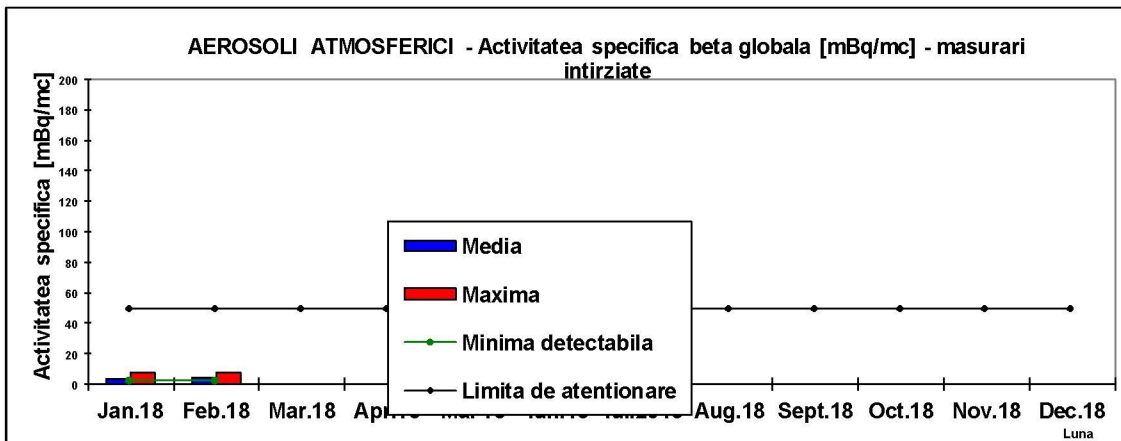 AEROSOLI ATMOSFERICI - Activitatea specifica beta globala [mBq/mc] - masurari
intirziate
Activitatea specifica [mBq/mc]
200
180
160
140
120
100
80
60
40
20
0
Media
Maxima
Minima detectabila
Limita de atentionare
Jan.18 Feb.18 Mar.18 Aug.18 Sept.18 Oct.18 Nov.18 Dec.18
Luna